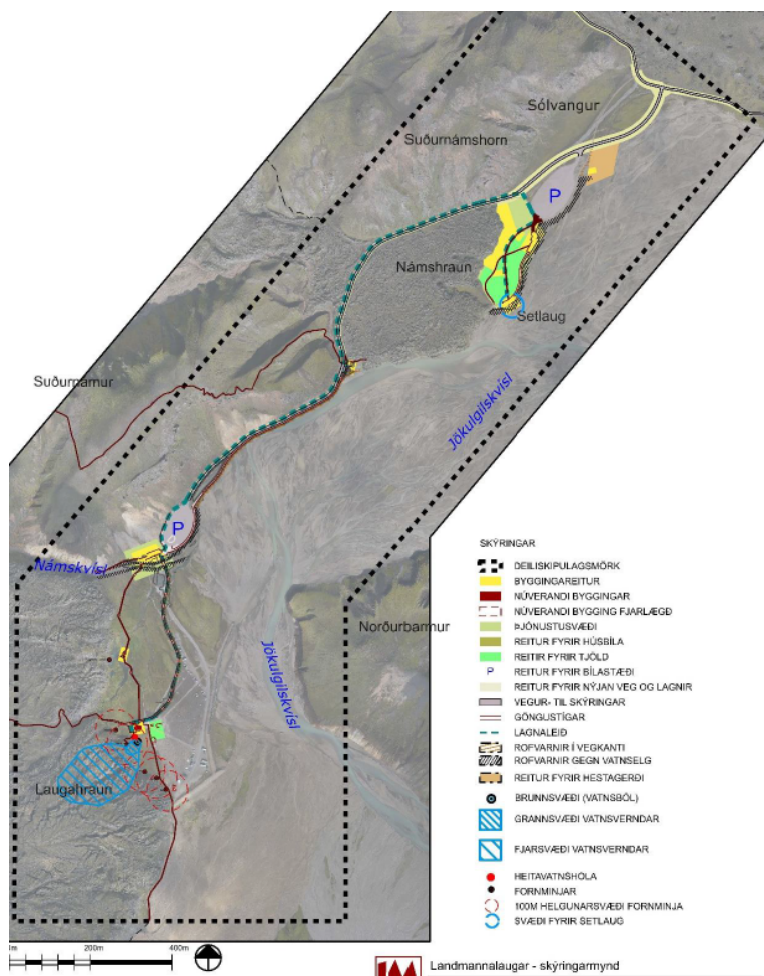 Sólvangur
Suðurnámshorn
P
Námshraun
Setlaug
Suðurnámur
Jökulgilskvísl
P
Námskvísl
Norðurbarmur
Jökulgilskvísl
Laugahraun
SKÝRINGAR
DEILISKIPULAGSMÖRK
BYGGINGAREITUR
NÚVERANDI BYGGINGAR
NÚVERANDI BYGGING FJARLÆGÐ
ÞJÓNUSTUSVÆÐI
REITUR FYRIR HÚSBÍLA
REITIR FYRIR TJÖLD
P REITUR FYRIR BÍLASTÆÐI
REITUR FYRIR NÝJAN VEG OG LAGNIR
VEGUR- TIL SKÝRINGAR
GÖNGUSTÍGAR
LAGNALEIÐ
ROFVARNIR Í VEGKANTI
ROFVARNIR GEGN VATNSELG
REITUR FYRIR HESTAGERÐI
BRUNNSVÆÐI (VATNSBÓL)
GRANNSVÆÐI VATNSVERNDAR
FJARSVÆÐI VATNSVERNDAR
HEITAVATNSHOLA
FORNMINJAR
100M HELGUNARSVÆÐI FORNMINJA
SVÆÐI FYRIR SETLAUG
200m 400m
Landmannalaugar - skýringarmynd